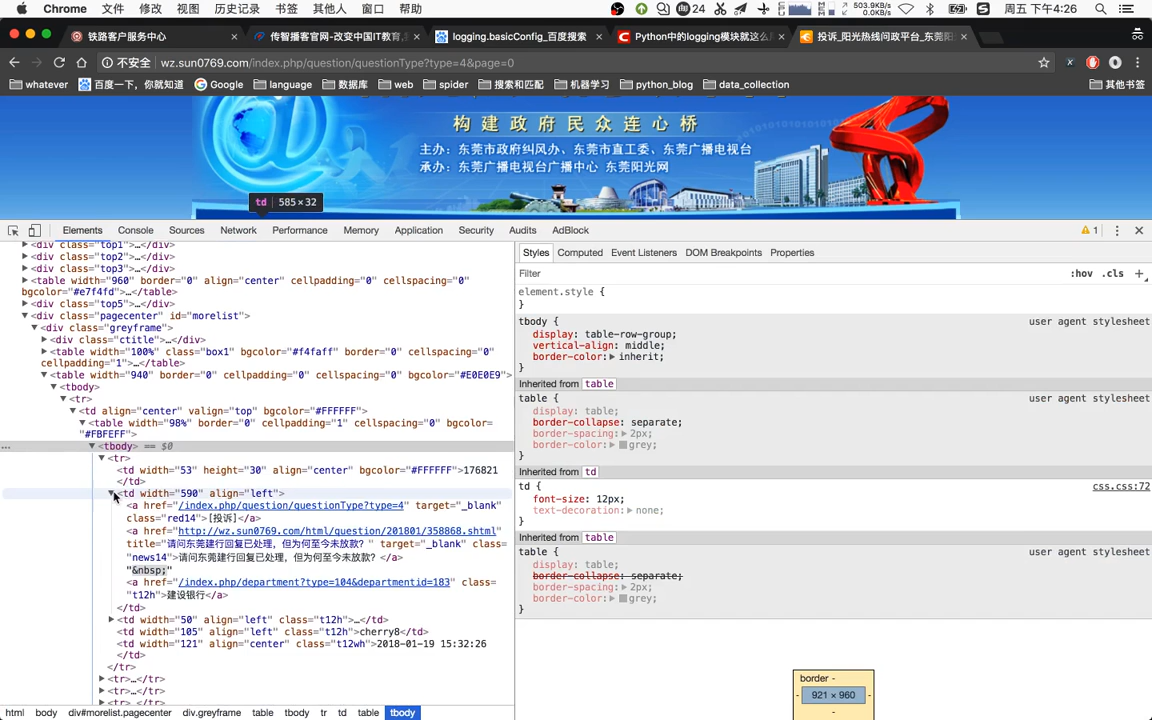 Chrome 文件 修改 视图 历史记录 书签 其他人 窗口 帮助 24 503.9KB/s 0.0KB/s 周五 下午4:26
铁路客户服务中心 × 传智播客官网-改变中国IT教育, × logging.basicConfig_百度搜索 × Python中的logging模块就这么 × 投诉_阳光热线问政平台_东莞阳 ×
不安全 wz.sun0769.com/index.php/question/questionType?type=4&page=0
whatever 百度一下，你就知道 Google language 数据库 web spider 搜索和匹配 机器学习 python_blog data_collection 其他书签
构建政府民众连心桥
主办：东莞市政府纠风办、东莞市直工委、东莞广播电视台
承办：东莞广播电视台广播中心 东莞阳光网
td 585×32
Elements Console Sources Network Performance Memory Application Security Audits AdBlock 1
<div class="top1">…</div>
<div class="top2">…</div>
<div class="top3">…</div>
<table width="960" border="0" align="center" cellpadding="0" cellspacing="0"
bgcolor="#e7f4fd">…</table>
<div class="top5">…</div>
<div class="pagecenter" id="morelist">
<div class="greyframe">
<div class="ctitle">…</div>
<table width="100%" class="box1" bgcolor="#f4faff" border="0" cellspacing="0"
cellpadding="1">…</table>
<table width="940" border="0" cellpadding="0" cellspacing="0" bgcolor="#E0E0E9">
<tbody>
<tr>
<td align="center" valign="top" bgcolor="#FFFFFF">
<table width="98%" border="0" cellpadding="1" cellspacing="0" bgcolor=
"#FBFEFF">
… <tbody> == $0
<tr>
<td width="53" height="30" align="center" bgcolor="#FFFFFF">176821
</td>
<td width="590" align="left">
<a href="/index.php/question/questionType?type=4" target="_blank"
class="red14">[投诉]</a>
<a href="http://wz.sun0769.com/html/question/201801/358868.shtml"
title="请问东莞建行回复已处理，但为何至今未放款？" target="_blank" class=
"news14">请问东莞建行回复已处理，但为何至今未放款？</a>
"&nbsp;"
<a href="/index.php/department?type=104&departmentid=183" class=
"t12h">建设银行</a>
</td>
<td width="50" align="left" class="t12h">…</td>
<td width="105" align="left" class="t12h">cherry8</td>
<td width="121" align="center" class="t12wh">2018-01-19 15:32:26
</td>
</tr>
<tr>…</tr>
<tr>…</tr>
<tr>…</tr>
html body div#morelist.pagecenter div.greyframe table tbody tr td table tbody
Styles Computed Event Listeners DOM Breakpoints Properties
Filter :hov .cls +
element.style {
}
tbody { user agent stylesheet
display: table-row-group;
vertical-align: middle;
border-color: inherit;
}
Inherited from table
table { user agent stylesheet
display: table;
border-collapse: separate;
border-spacing: 2px;
border-color: grey;
}
Inherited from td
td { css.css:72
font-size: 12px;
text-decoration: none;
}
Inherited from table
table { user agent stylesheet
display: table;
border-collapse: separate;
border-spacing: 2px;
border-color: grey;
}
border -
- 921 × 960 -
-